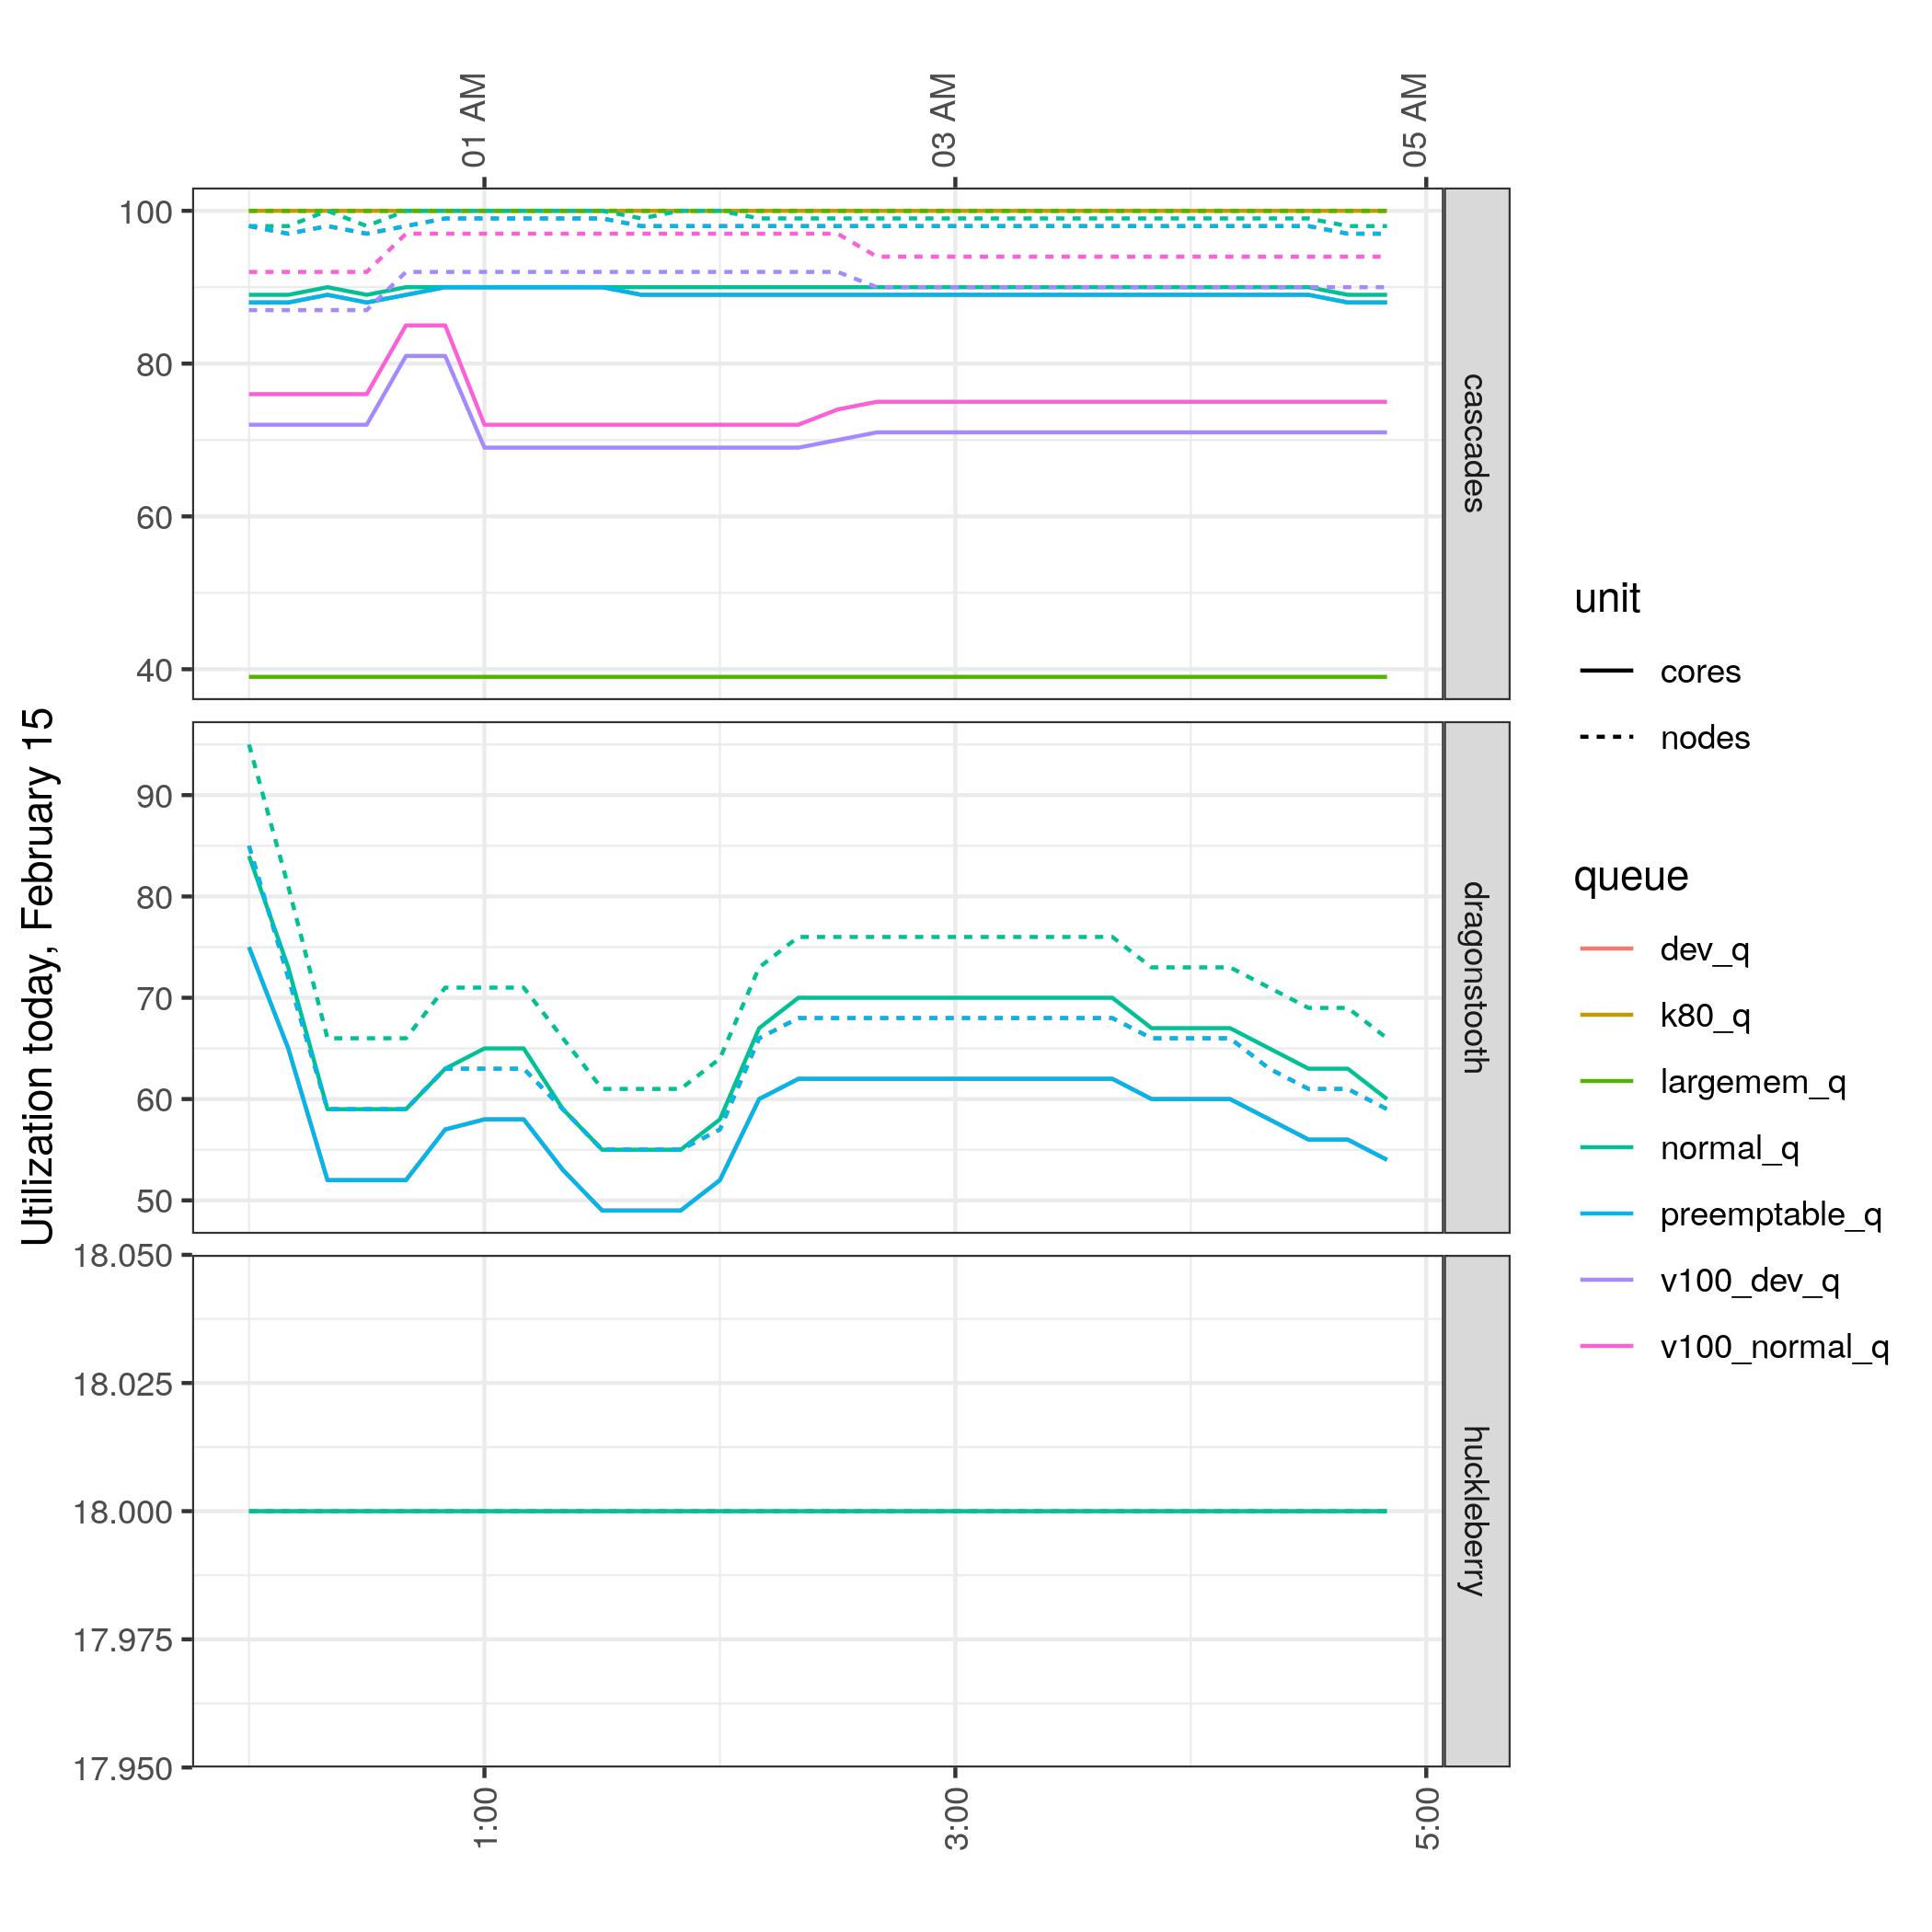 01 AM
03 AM
05 AM
Utilization today, February 15
100
80
60
40
cascades
90
80
70
60
50
dragonstooth
18.050
18.025
18.000
17.975
17.950
huckleberry
1:00
3:00
5:00
unit
cores
nodes
queue
dev_q
k80_q
largemem_q
normal_q
preemptable_q
v100_dev_q
v100_normal_q